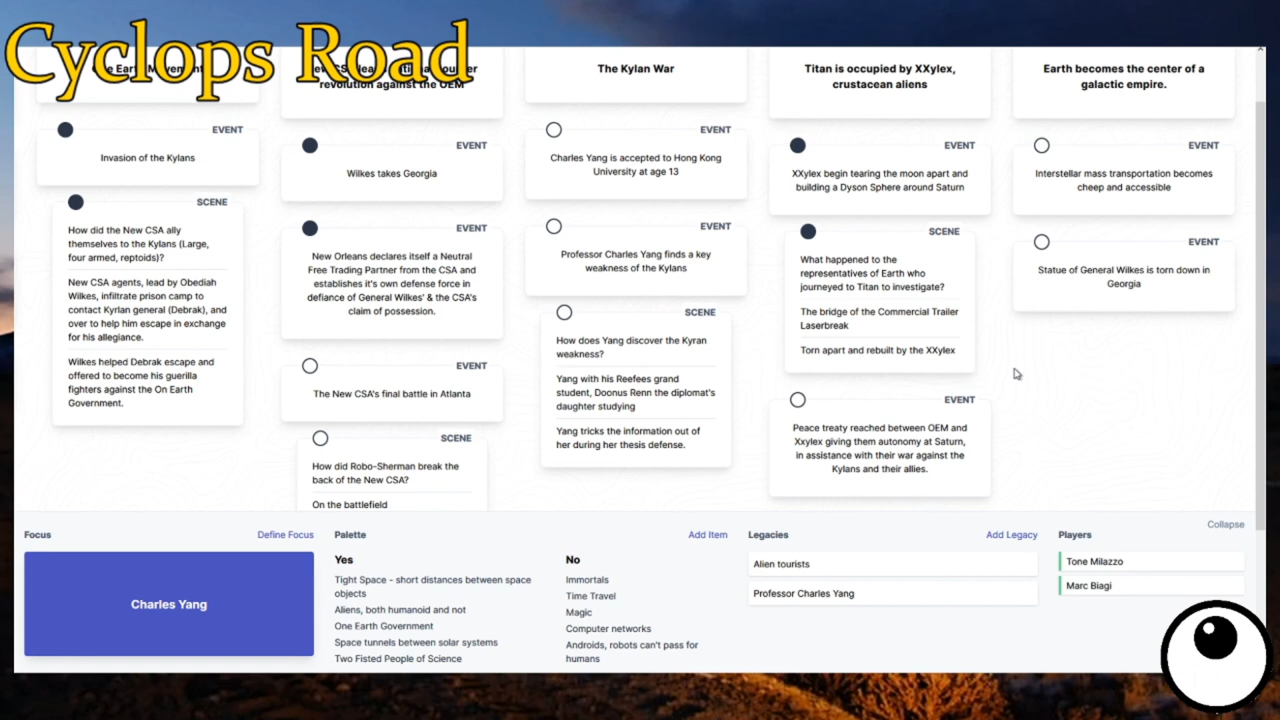 Cyclops Road
revolution against the OEM
The Kylan War
Titan is occupied by XXylex,
crustacean aliens
Earth becomes the center of a
galactic empire.
EVENT
Invasion of the Kylans
SCENE
How did the New CSA ally
themselves to the Kylans (Large,
four armed, reptoids)?
New CSA agents, lead by Obediah
Wilkes, infiltrate prison camp to
contact Kyrlan general (Debrak), and
over to help him escape in exchange
for his allegiance.
Wilkes helped Debrak escape and
offered to become his guerilla
fighters against the On Earth
Government.
EVENT
Wilkes takes Georgia
EVENT
New Orleans declares itself a Neutral
Free Trading Partner from the CSA and
establishes it's own defense force in
defiance of General Wilkes' & the CSA's
claim of possession.
EVENT
The New CSA's final battle in Atlanta
SCENE
How did Robo-Sherman break the
back of the New CSA?
On the battlefield
EVENT
Charles Yang is accepted to Hong Kong
University at age 13
EVENT
Professor Charles Yang finds a key
weakness of the Kylans
SCENE
How does Yang discover the Kyran
weakness?
Yang with his Reefees grand
student, Doonus Renn the diplomat's
daughter studying
Yang tricks the information out of
her during her thesis defense.
EVENT
XXylex begin tearing the moon apart and
building a Dyson Sphere around Saturn
SCENE
What happened to the
representatives of Earth who
journeyed to Titan to investigate?
The bridge of the Commercial Trailer
Laserbreak
Torn apart and rebuilt by the XXylex
EVENT
Peace treaty reached between OEM and
Xxylex giving them autonomy at Saturn,
in assistance with their war against the
Kylans and their allies.
EVENT
Interstellar mass transportation becomes
cheep and accessible
EVENT
Statue of General Wilkes is torn down in
Georgia
Collapse
Focus
Define Focus
Charles Yang
Palette
Add Item
Yes
Tight Space - short distances between space
objects
Aliens, both humanoid and not
One Earth Government
Space tunnels between solar systems
Two Fisted People of Science
No
Immortals
Time Travel
Magic
Computer networks
Androids, robots can't pass for
humans
Legacies
Add Legacy
Alien tourists
Professor Charles Yang
Players
Tone Milazzo
Marc Biagi